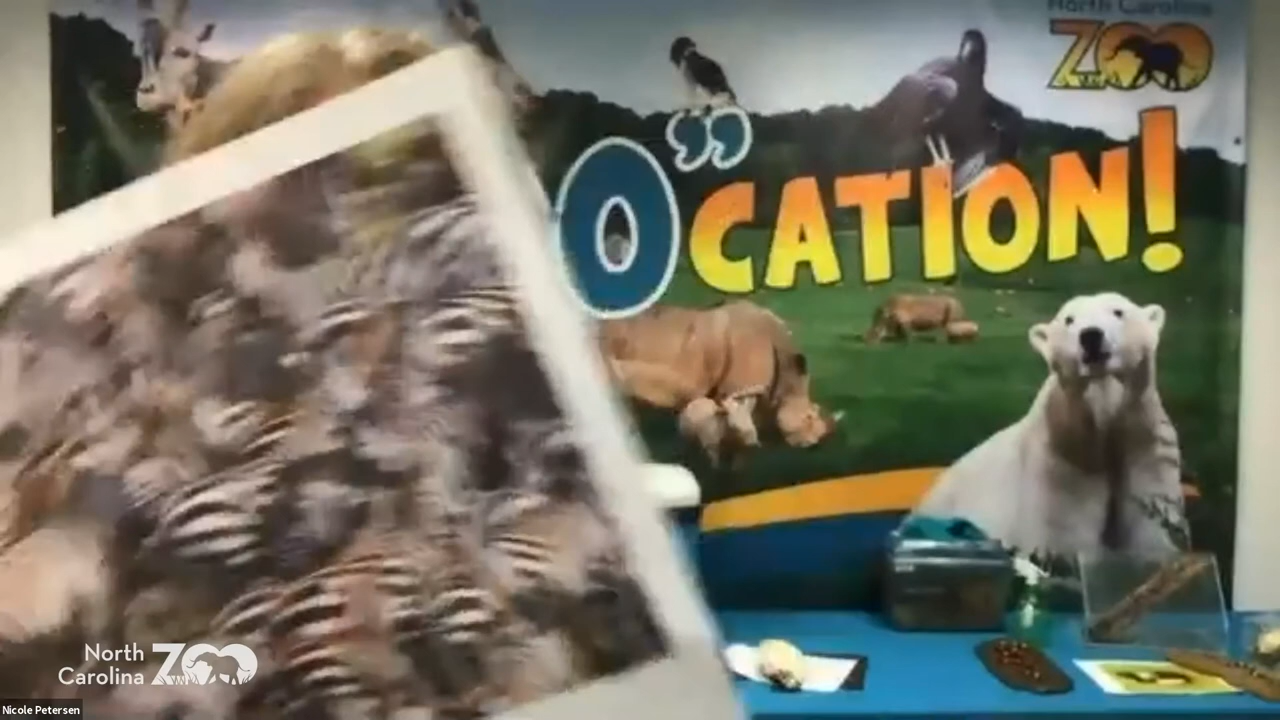 North Carolina
ZOO
O”CATION!
North
Carolina ZOO
Nicole Petersen